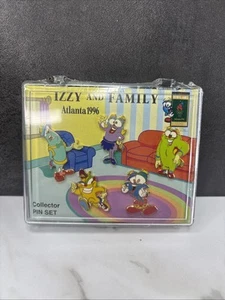 IZZY AND FAMILY
Atlanta 1996
Collector
PIN SET